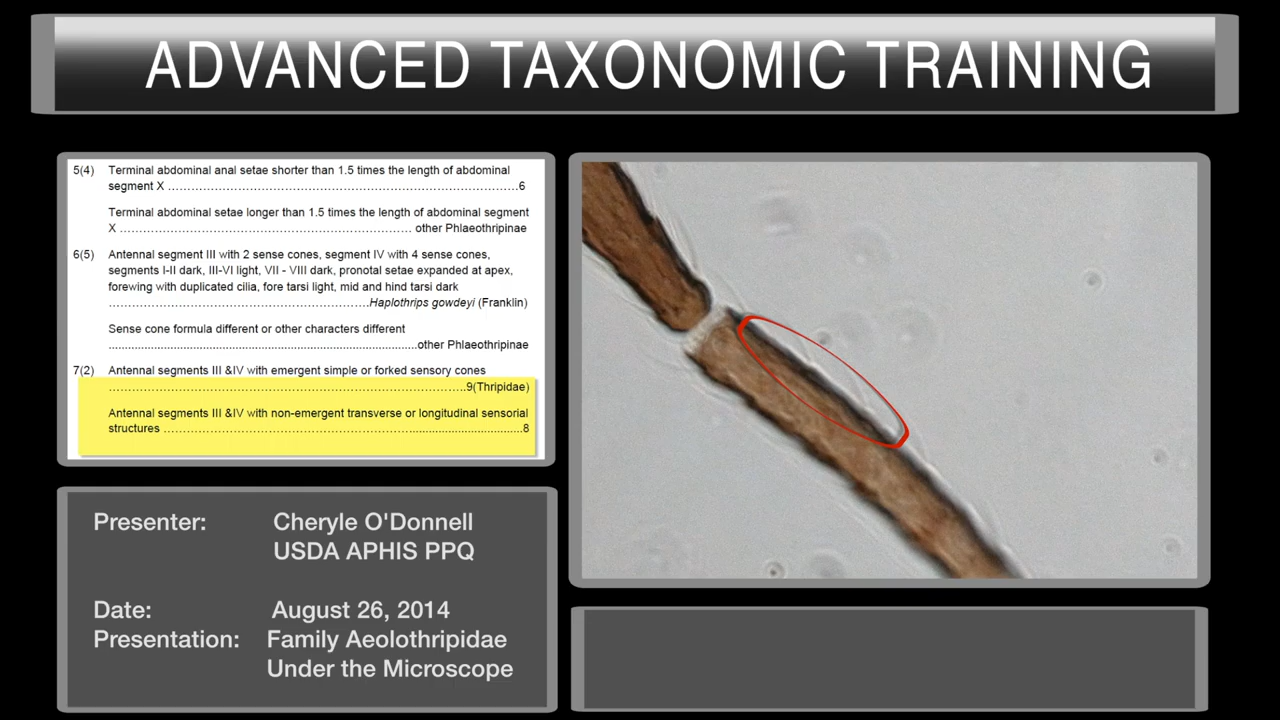 ADVANCED TAXONOMIC TRAINING
5(4) Terminal abdominal anal setae shorter than 1.5 times the length of abdominal
segment X ...............................................................................................................6
Terminal abdominal setae longer than 1.5 times the length of abdominal segment
X ........................................................................................ other Phlaeothripinae
6(5) Antennal segment III with 2 sense cones, segment IV with 4 sense cones,
segments I-II dark, III-VI light, VII - VIII dark, pronotal setae expanded at apex,
forewing with duplicated cilia, fore tarsi light, mid and hind tarsi dark
..............................................................................Haplothrips gowdeyi (Franklin)
Sense cone formula different or other characters different
...............................................................................................other Phlaeothripinae
7(2) Antennal segments III &IV with emergent simple or forked sensory cones
............................................................................................................9(Thripidae)
Antennal segments III &IV with non-emergent transverse or longitudinal sensorial
structures ..............................................................................................................8
Presenter: Cheryle O'Donnell
USDA APHIS PPQ
Date: August 26, 2014
Presentation: Family Aeolothripidae
Under the Microscope